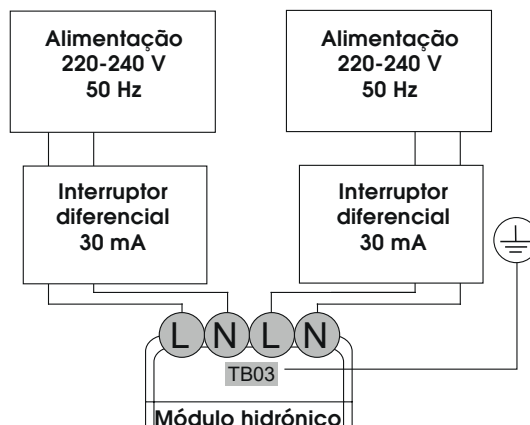 Alimentação
220-240 V
50 Hz
Alimentação
220-240 V
50 Hz
Interruptor
diferencial
30 mA
Interruptor
diferencial
30 mA
L N L N
TB03
Módulo hidrónico